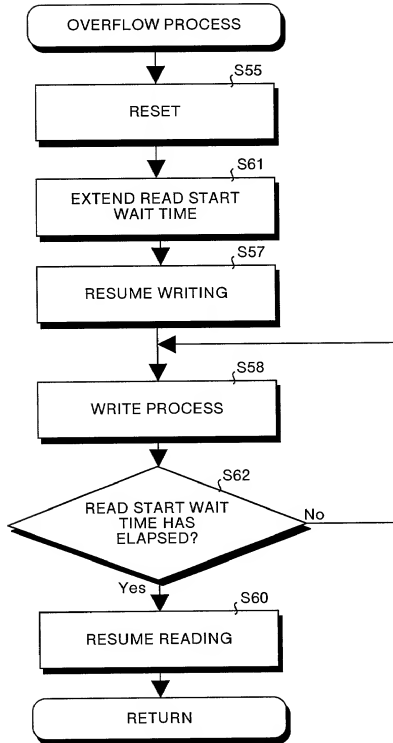 OVERFLOW PROCESS
S55
RESET
S61
EXTEND READ START
WAIT TIME
S57
RESUME WRITING
S58
WRITE PROCESS
S62
READ START WAIT
TIME HAS
ELAPSED?
No
Yes
S60
RESUME READING
RETURN